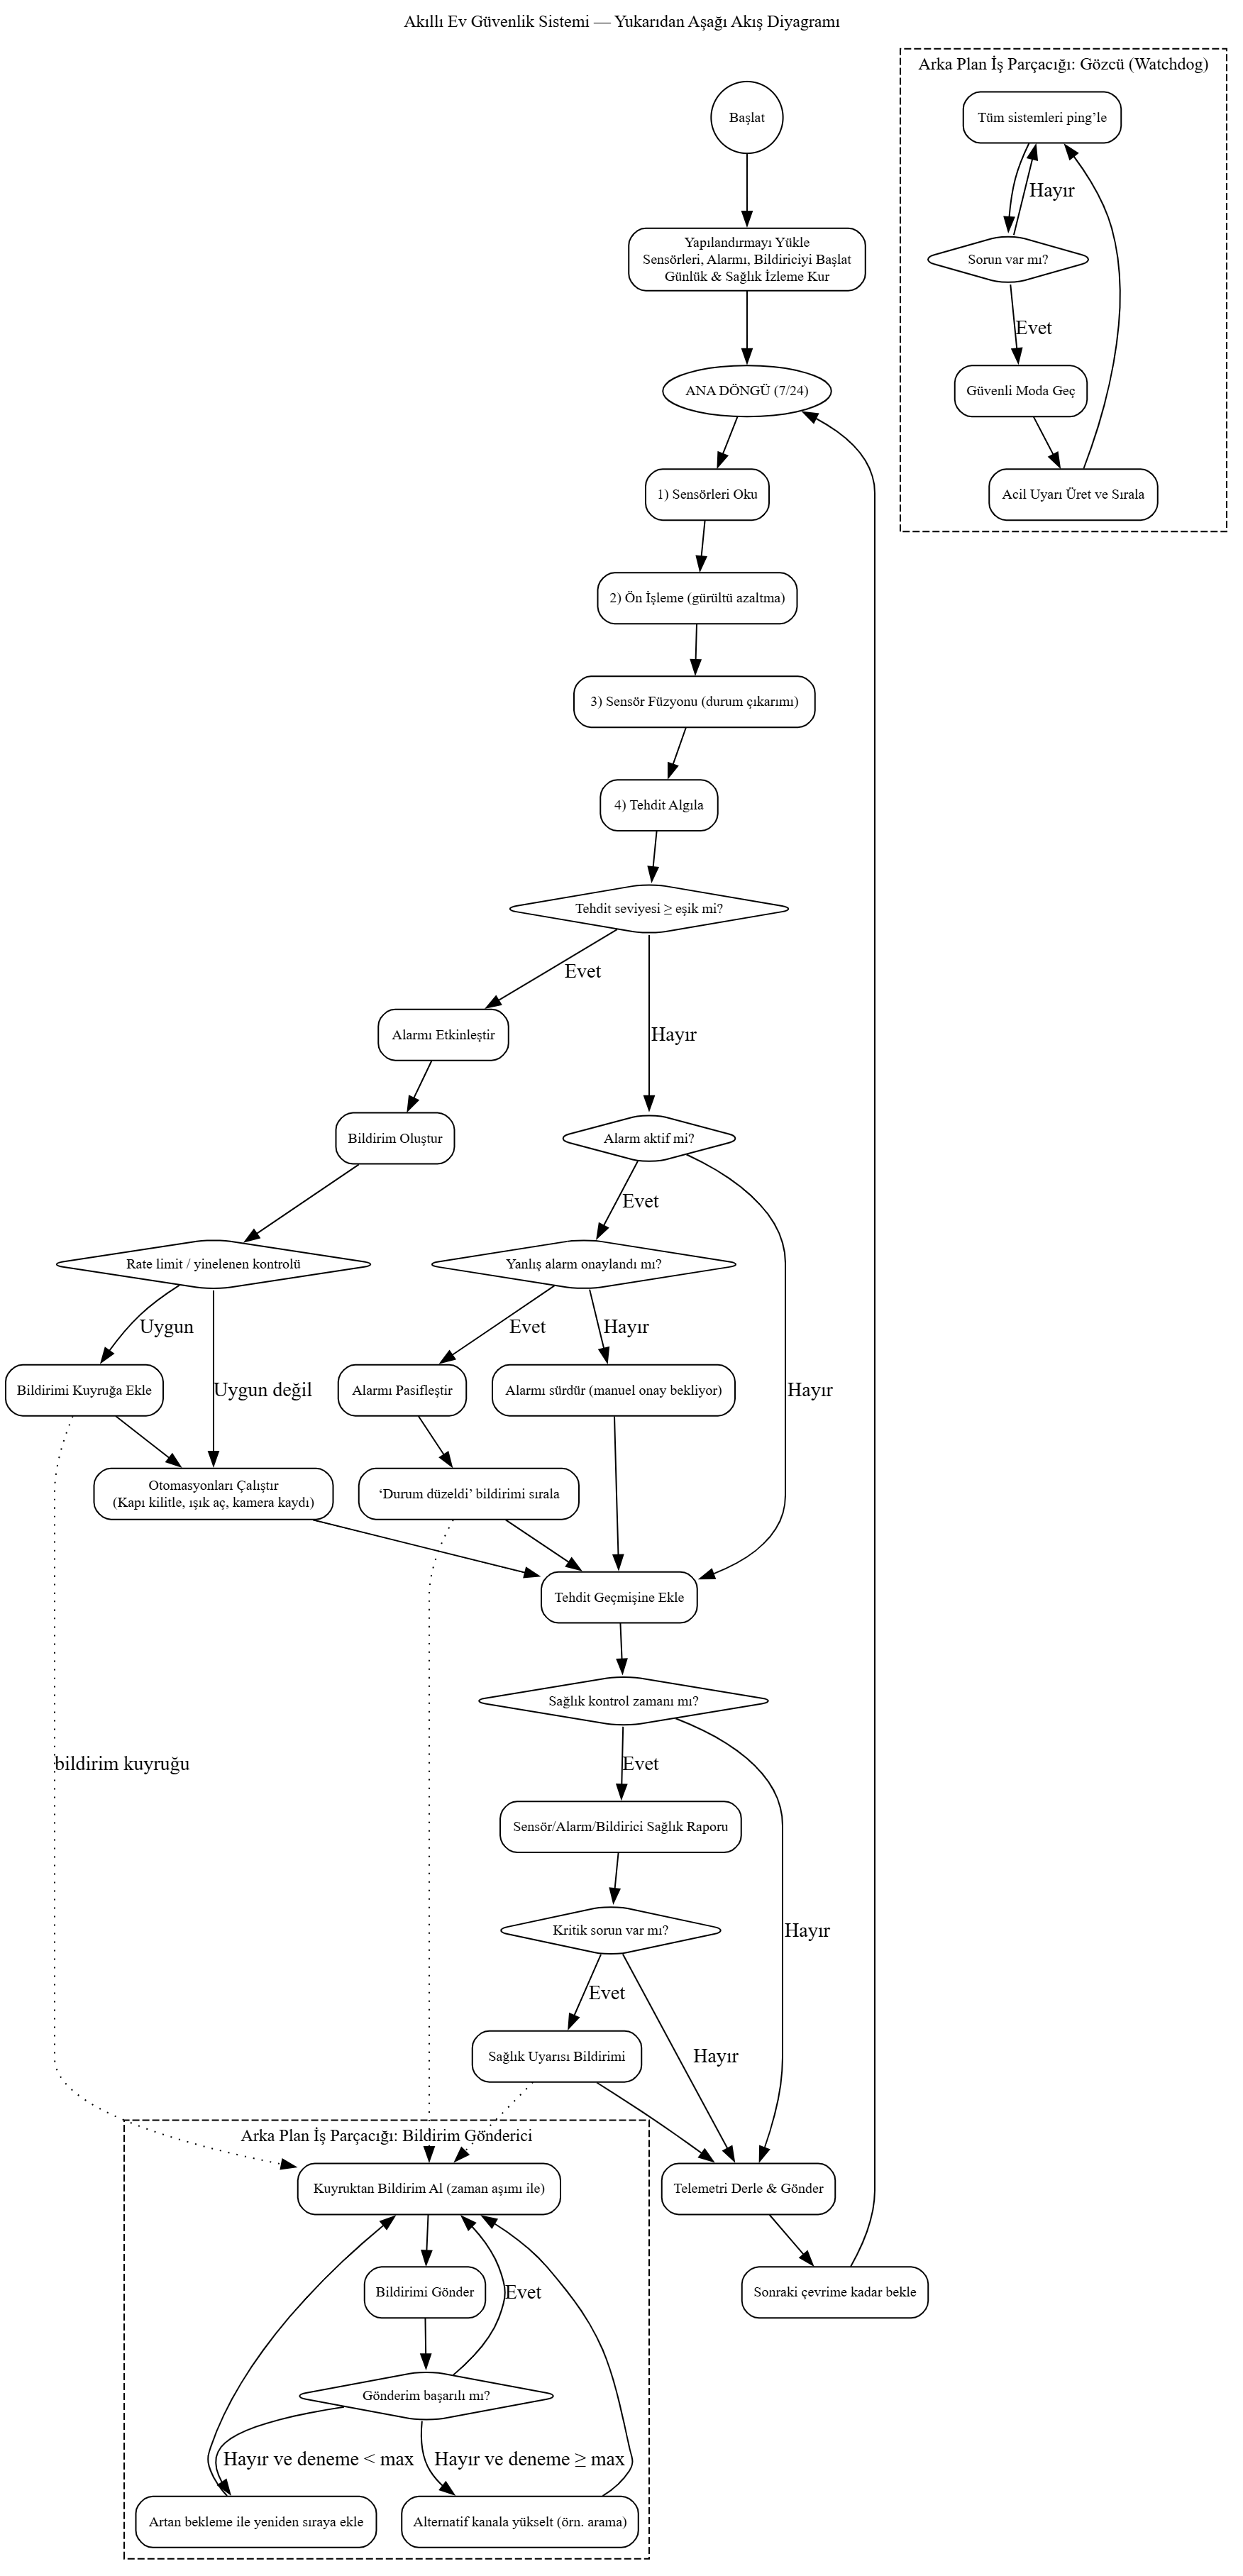 Akıllı Ev Güvenlik Sistemi — Yukarıdan Aşağı Akış Diyagramı
Arka Plan İş Parçacığı: Gözcü (Watchdog)
Tüm sistemleri ping’le
Hayır
Sorun var mı?
Evet
Güvenli Moda Geç
Acil Uyarı Üret ve Sırala
Başlat
Yapılandırmayı Yükle
Sensörleri, Alarmı, Bildiriciyi Başlat
Günlük & Sağlık İzleme Kur
ANA DÖNGÜ (7/24)
1) Sensörleri Oku
2) Ön İşleme (gürültü azaltma)
3) Sensör Füzyonu (durum çıkarımı)
4) Tehdit Algıla
Tehdit seviyesi ≥ eşik mi?
Evet
Hayır
Alarmı Etkinleştir
Bildirim Oluştur
Alarm aktif mi?
Evet
Hayır
Rate limit / yinelenen kontrolü
Uygun
Uygun değil
Yanlış alarm onaylandı mı?
Evet
Hayır
Bildirimi Kuyruğa Ekle
Alarmı Pasifleştir
Alarmı sürdür (manuel onay bekliyor)
Otomasyonları Çalıştır
(Kapı kilitle, ışık aç, kamera kaydı)
‘Durum düzeldi’ bildirimi sırala
Tehdit Geçmişine Ekle
Sağlık kontrol zamanı mı?
bildirim kuyruğu
Evet
Hayır
Sensör/Alarm/Bildirici Sağlık Raporu
Kritik sorun var mı?
Evet
Hayır
Sağlık Uyarısı Bildirimi
Telemetri Derle & Gönder
Sonraki çevrime kadar bekle
Arka Plan İş Parçacığı: Bildirim Gönderici
Kuyruktan Bildirim Al (zaman aşımı ile)
Bildirimi Gönder
Evet
Gönderim başarılı mı?
Hayır ve deneme < max
Hayır ve deneme ≥ max
Artan bekleme ile yeniden sıraya ekle
Alternatif kanala yükselt (örn. arama)